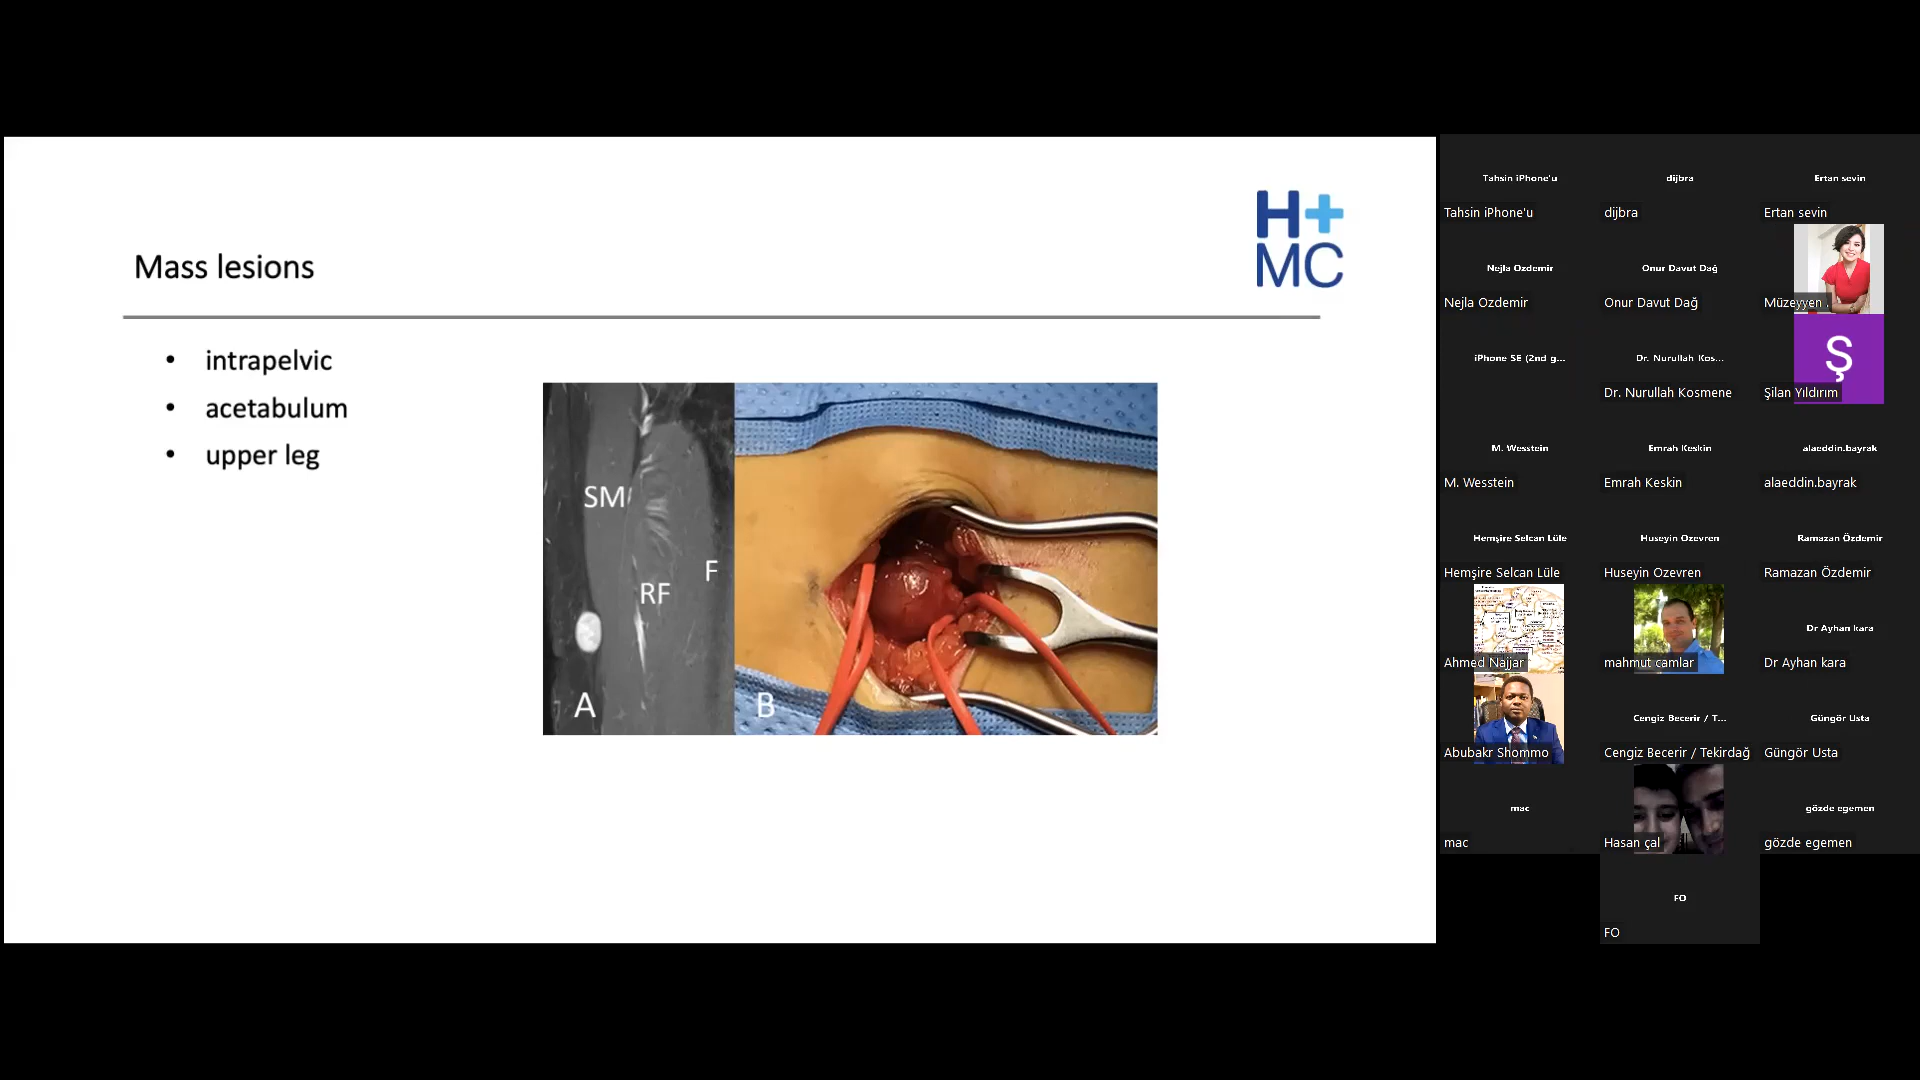 H+
MC
Mass lesions
• intrapelvic
• acetabulum
• upper leg
SM
RF
F
A
B
Tahsin iPhone'u
Tahsin iPhone'u
dijbra
dijbra
Ertan sevin
Ertan sevin
Nejla Ozdemir
Nejla Ozdemir
Onur Davut Dağ
Onur Davut Dağ
Müzeyyen .
iPhone SE (2nd g...
Dr. Nurullah Kos...
Dr. Nurullah Kosmene
Ş
Şilan Yıldırım
M. Wesstein
M. Wesstein
Emrah Keskin
Emrah Keskin
alaeddin.bayrak
alaeddin.bayrak
Hemşire Selcan Lüle
Hemşire Selcan Lüle
Huseyin Ozevren
Huseyin Ozevren
Ramazan Özdemir
Ramazan Özdemir
Ahmed Najjar
mahmut camlar
Dr Ayhan kara
Dr Ayhan kara
Abubakr Shommo
Cengiz Becerir / T...
Cengiz Becerir / Tekirdağ
Güngör Usta
Güngör Usta
mac
mac
Hasan çal
gözde egemen
gözde egemen
FO
FO